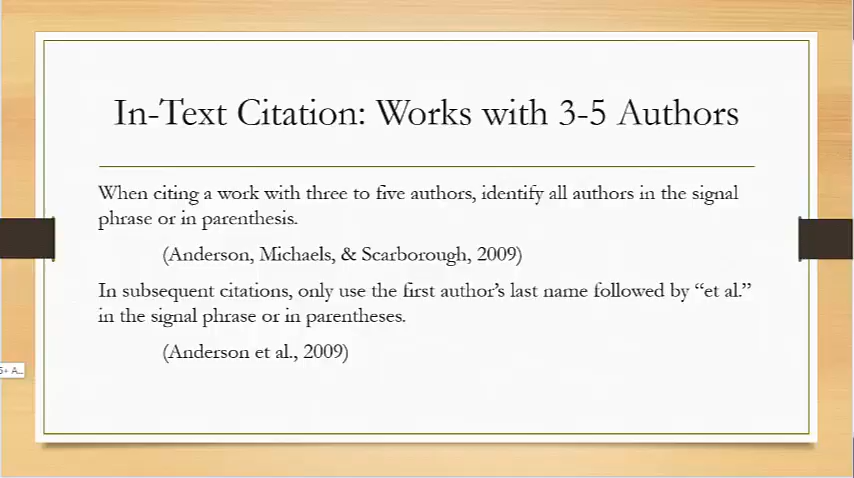 In-Text Citation: Works with 3-5 Authors
When citing a work with three to five authors, identify all authors in the signal
phrase or in parenthesis.
(Anderson, Michaels, & Scarborough, 2009)
In subsequent citations, only use the first author's last name followed by “et al.”
in the signal phrase or in parentheses.
(Anderson et al., 2009)
5+ A...